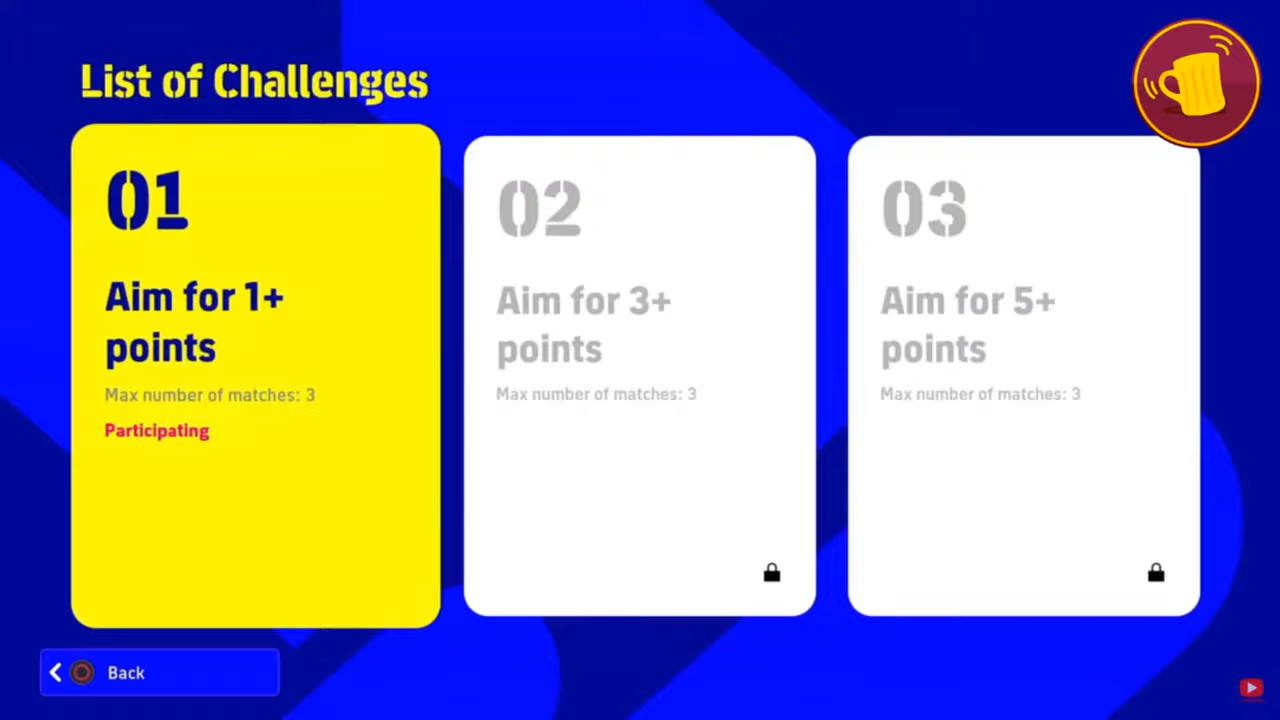 List of Challenges
01
Aim for 1+
points
Max number of matches: 3
Participating
02
Aim for 3+
points
Max number of matches: 3
03
Aim for 5+
points
Max number of matches: 3
Back